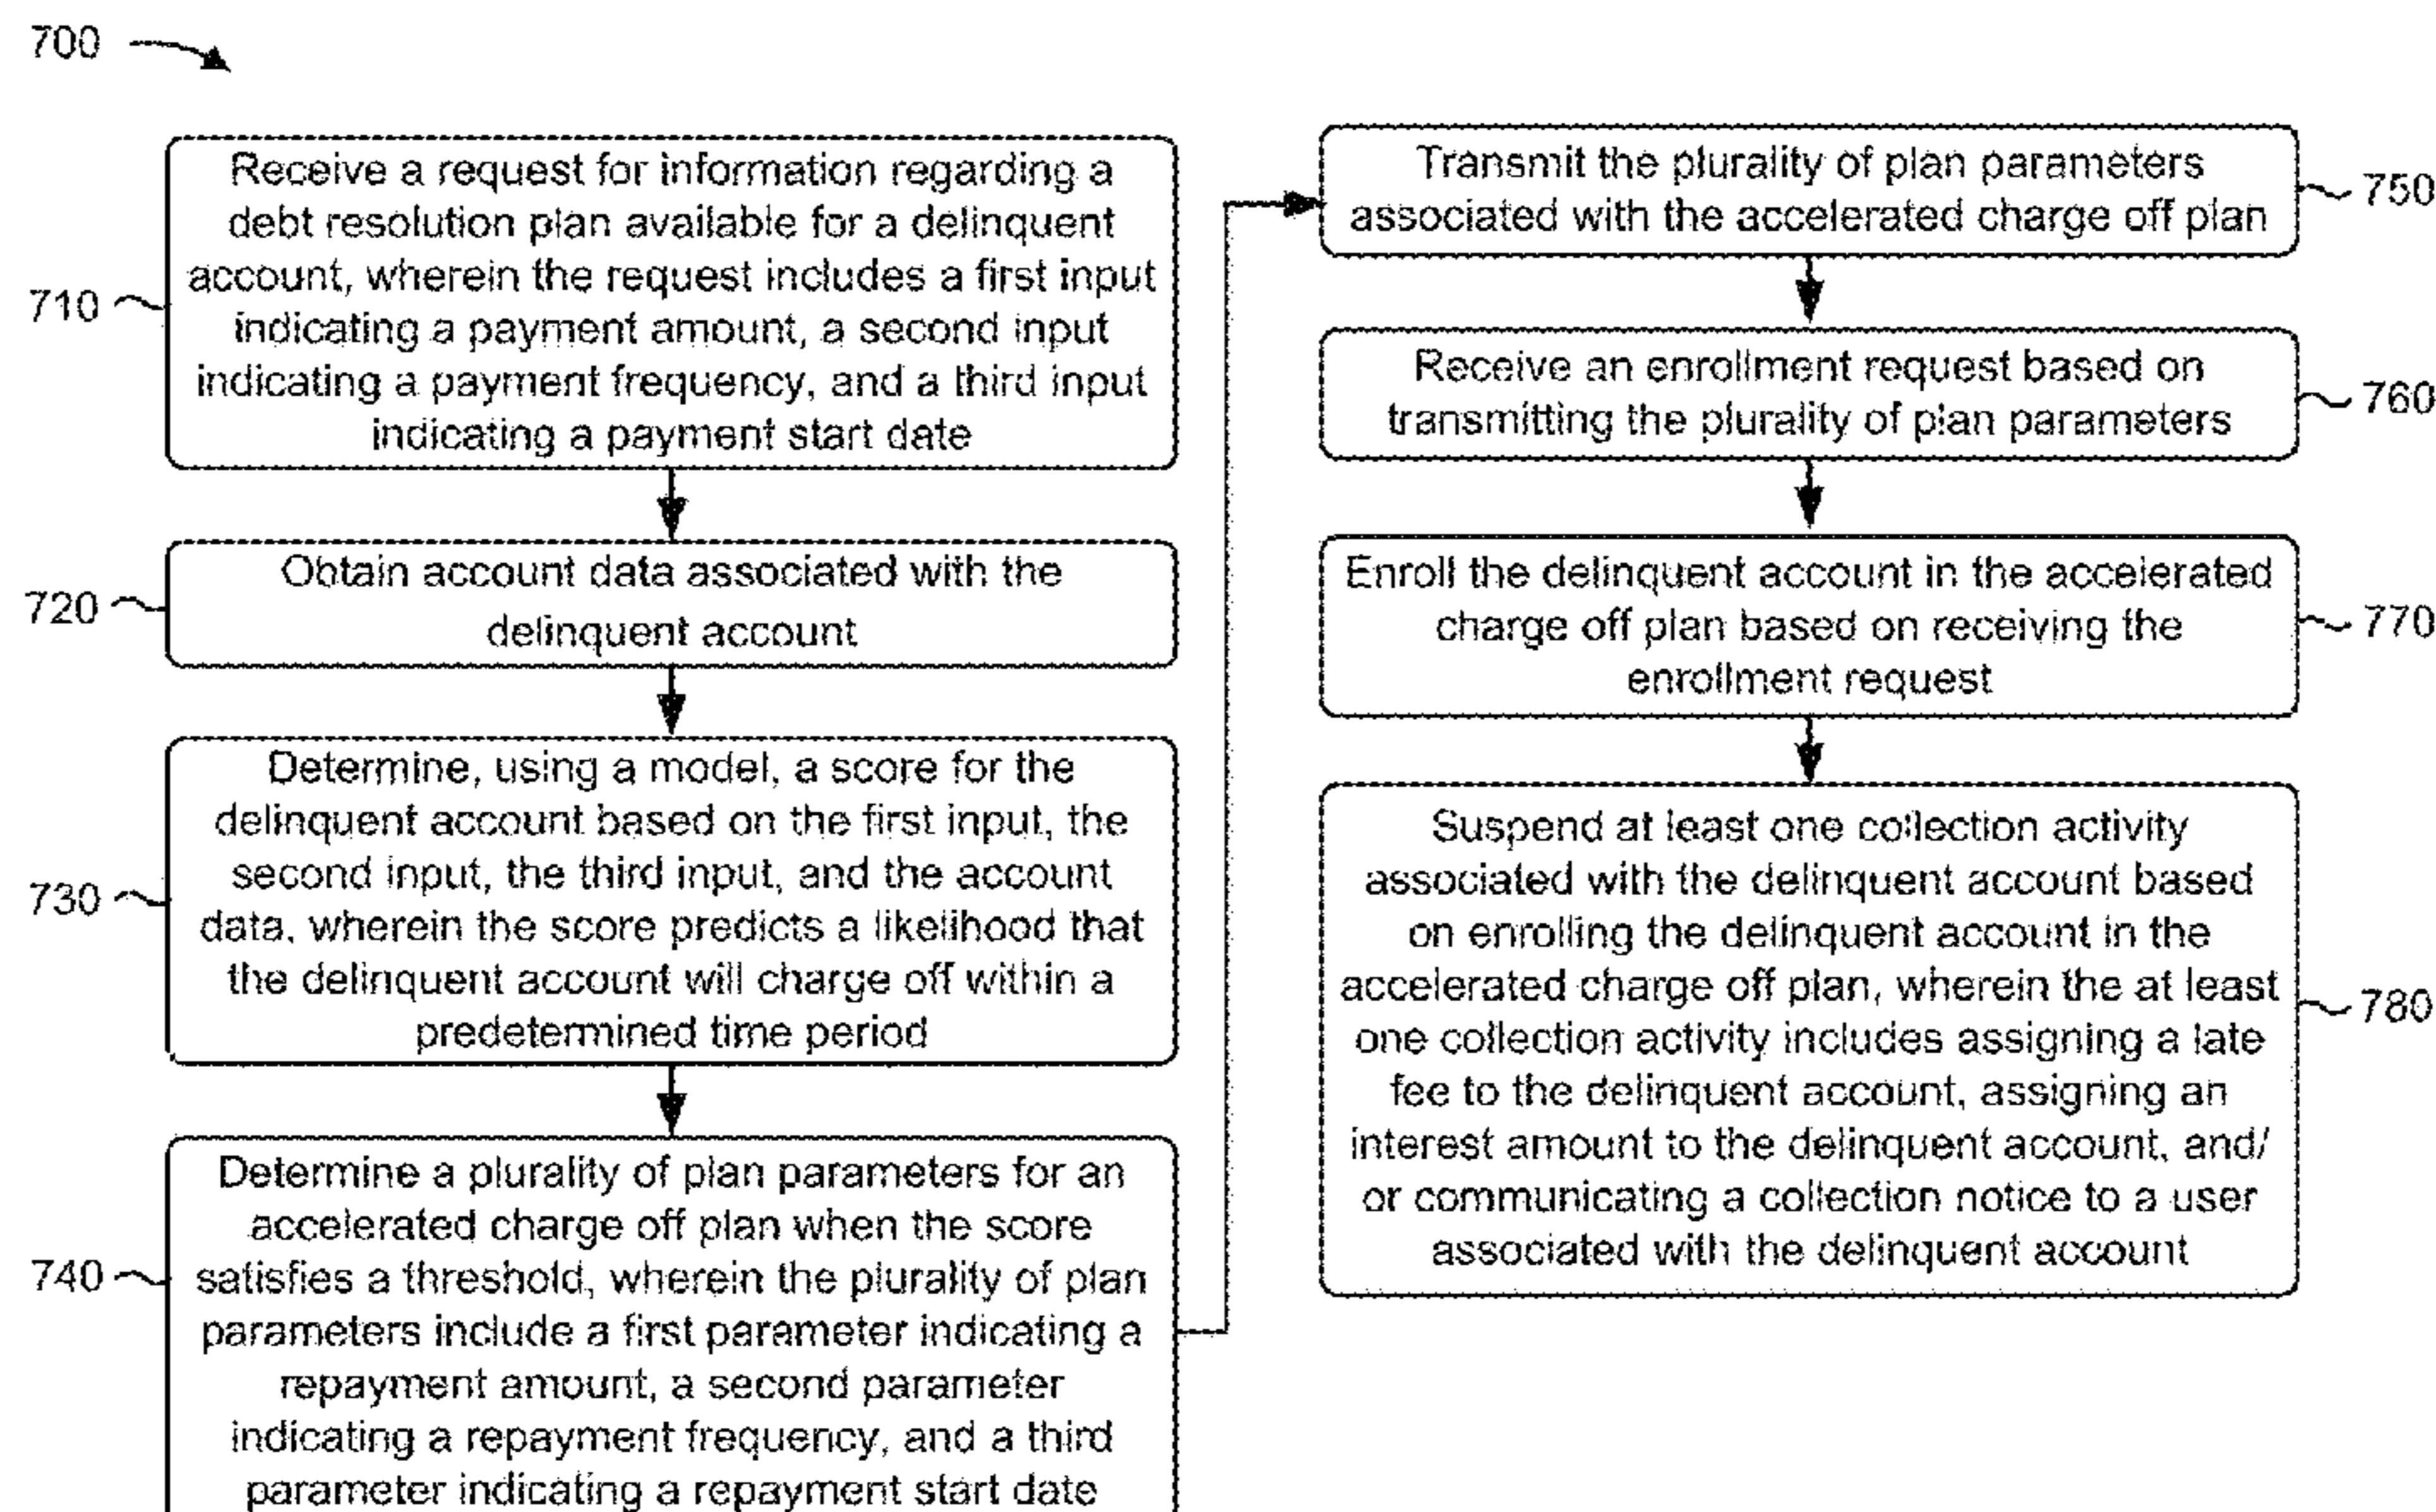 700
710
Receive a request for information regarding a
debt resolution plan available for a delinquent
account, wherein the request includes a first input
indicating a payment amount, a second input
indicating a payment frequency, and a third input
indicating a payment start date
720
Obtain account data associated with the
delinquent account
730
Determine, using a model, a score for the
delinquent account based on the first input, the
second input, the third input, and the account
data, wherein the score predicts a likelihood that
the delinquent account will charge off within a
predetermined time period
740
Determine a plurality of plan parameters for an
accelerated charge off plan when the score
satisfies a threshold, wherein the plurality of plan
parameters include a first parameter indicating a
repayment amount, a second parameter
indicating a repayment frequency, and a third
parameter indicating a repayment start date
Transmit the plurality of plan parameters
associated with the accelerated charge off plan
750
Receive an enrollment request based on
transmitting the plurality of plan parameters
760
Enroll the delinquent account in the accelerated
charge off plan based on receiving the
enrollment request
770
Suspend at least one collection activity
associated with the delinquent account based
on enrolling the delinquent account in the
accelerated charge off plan, wherein the at least
one collection activity includes assigning a late
fee to the delinquent account, assigning an
interest amount to the delinquent account, and/
or communicating a collection notice to a user
associated with the delinquent account
780